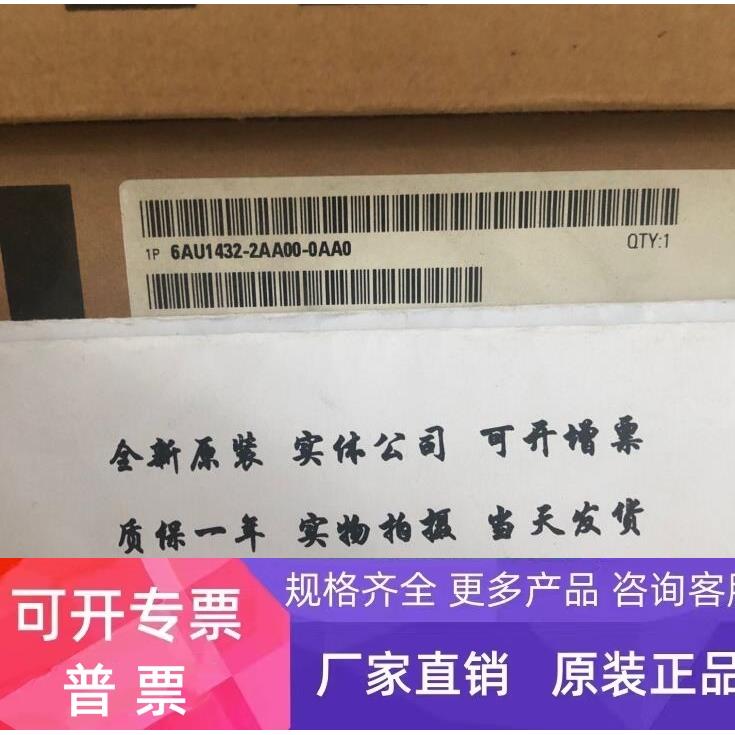 1P 6AU1432-2AA00-0AA0 QTY:1
全新原装 实体公司 可开增票
质保一年 实物拍摄 当天发货
可开专票
普票
规格齐全 更多产品 咨询客服
厂家直销 原装正品